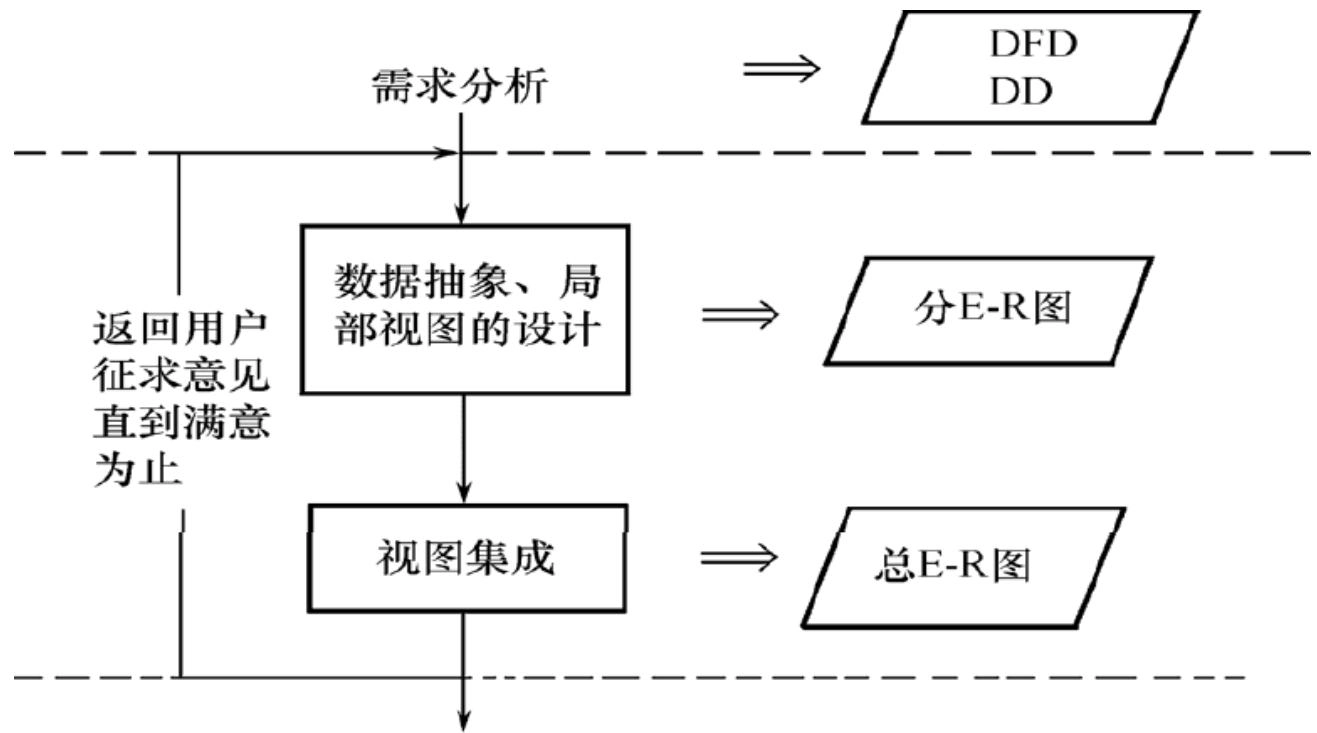 需求分析
DFD
DD
数据抽象、局
部视图的设计
分E-R图
返回用户
征求意见
直到满意
为止
视图集成
总E-R图